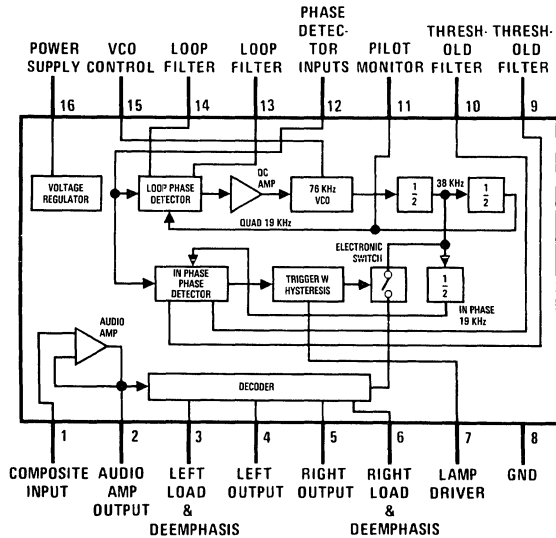 POWER SUPPLY
VCO CONTROL
LOOP FILTER
LOOP FILTER
PHASE DETEC- TOR INPUTS
PILOT MONITOR
THRESH- OLD FILTER
THRESH- OLD FILTER
16 15 14 13 12 11 10 9
VOLTAGE REGULATOR
LOOP PHASE DETECTOR
DC AMP
76 KHz VCO
1/2
38 KHz
1/2
QUAD 19 KHz
ELECTRONIC SWITCH
IN PHASE PHASE DETECTOR
TRIGGER W HYSTERESIS
1/2
IN PHASE 19 KHz
AUDIO AMP
DECODER
1 2 3 4 5 6 7 8
COMPOSITE INPUT
AUDIO AMP OUTPUT
LEFT LOAD & DEEMPHASIS
LEFT OUTPUT
RIGHT OUTPUT
RIGHT LOAD & DEEMPHASIS
LAMP DRIVER
GND